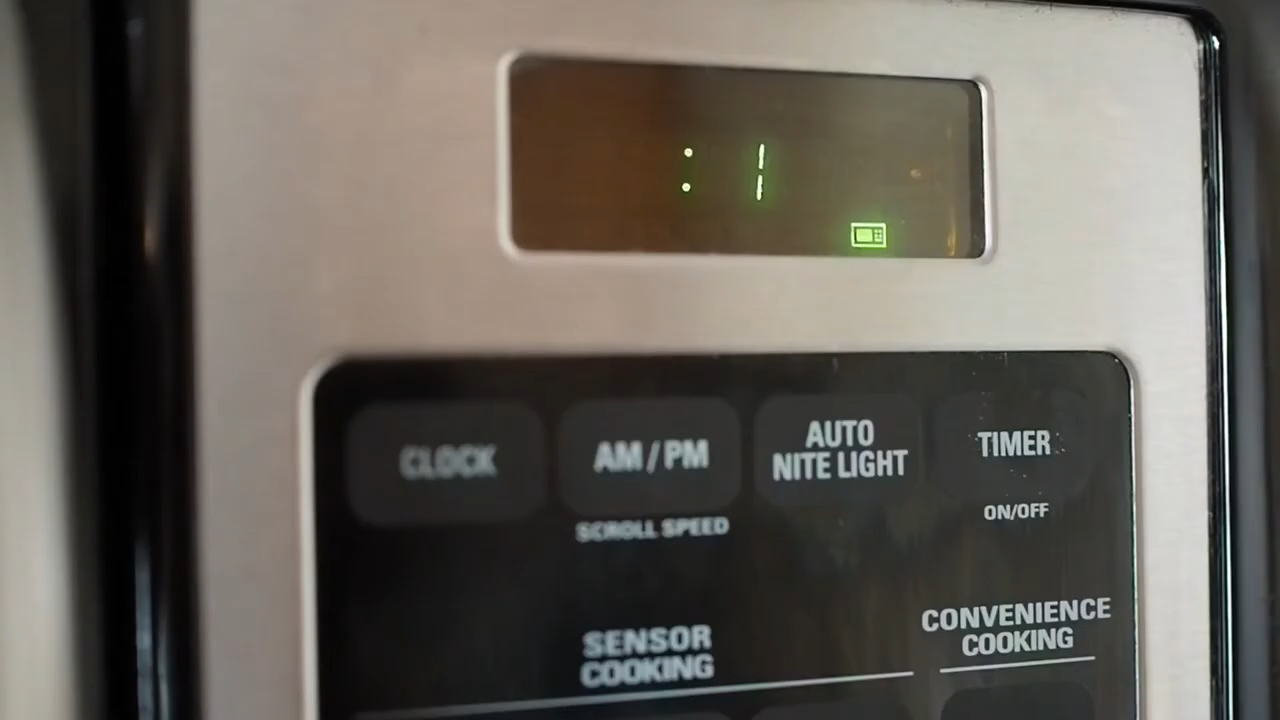 : 1
CLOCK
AM / PM
AUTO
NITE LIGHT
TIMER
SCROLL SPEED
ON/OFF
SENSOR
COOKING
CONVENIENCE
COOKING